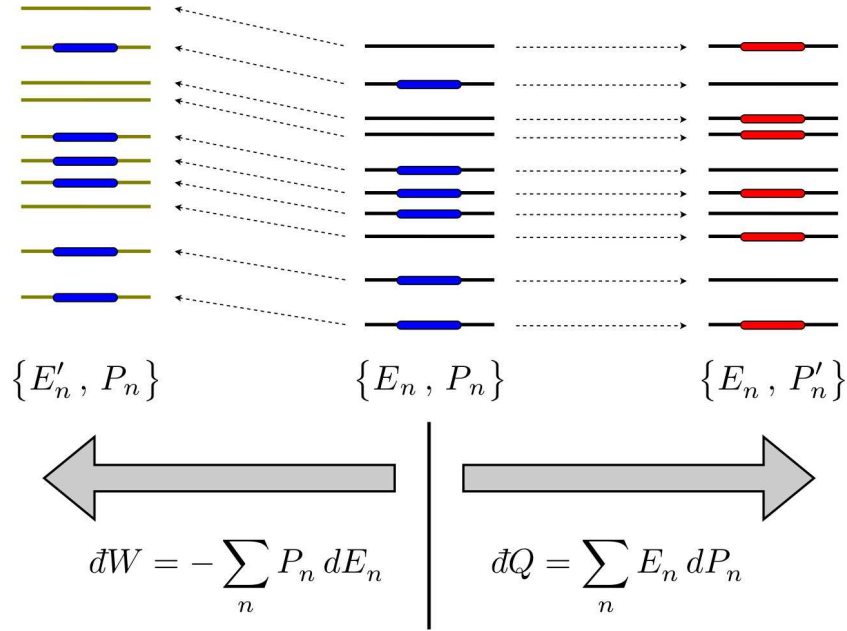 {E′ₙ , Pₙ} {Eₙ , Pₙ} {Eₙ , P′ₙ}
đW = − ∑ₙ Pₙ dEₙ đQ = ∑ₙ Eₙ dPₙ